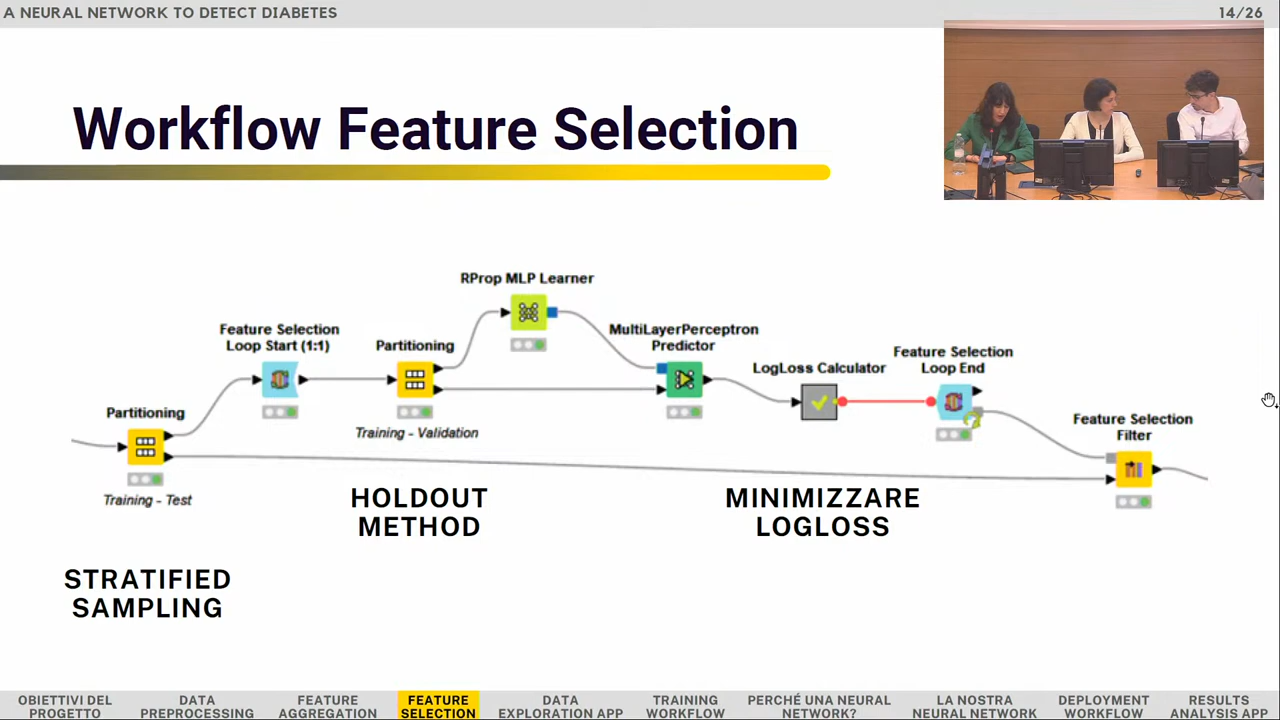 A NEURAL NETWORK TO DETECT DIABETES
14/26
Workflow Feature Selection
RProp MLP Learner
Feature Selection
Loop Start (1:1)
Partitioning
MultiLayerPerceptron
Predictor
LogLoss Calculator
Feature Selection
Loop End
Partitioning
Feature Selection
Filter
Training - Validation
Training - Test
HOLDOUT
METHOD
MINIMIZZARE
LOGLOSS
STRATIFIED
SAMPLING
OBIETTIVI DEL
PROGETTO
DATA
PREPROCESSING
FEATURE
AGGREGATION
FEATURE
SELECTION
DATA
EXPLORATION APP
TRAINING
WORKFLOW
PERCHÉ UNA NEURAL
NETWORK?
LA NOSTRA
NEURAL NETWORK
DEPLOYMENT
WORKFLOW
RESULTS
ANALYSIS APP